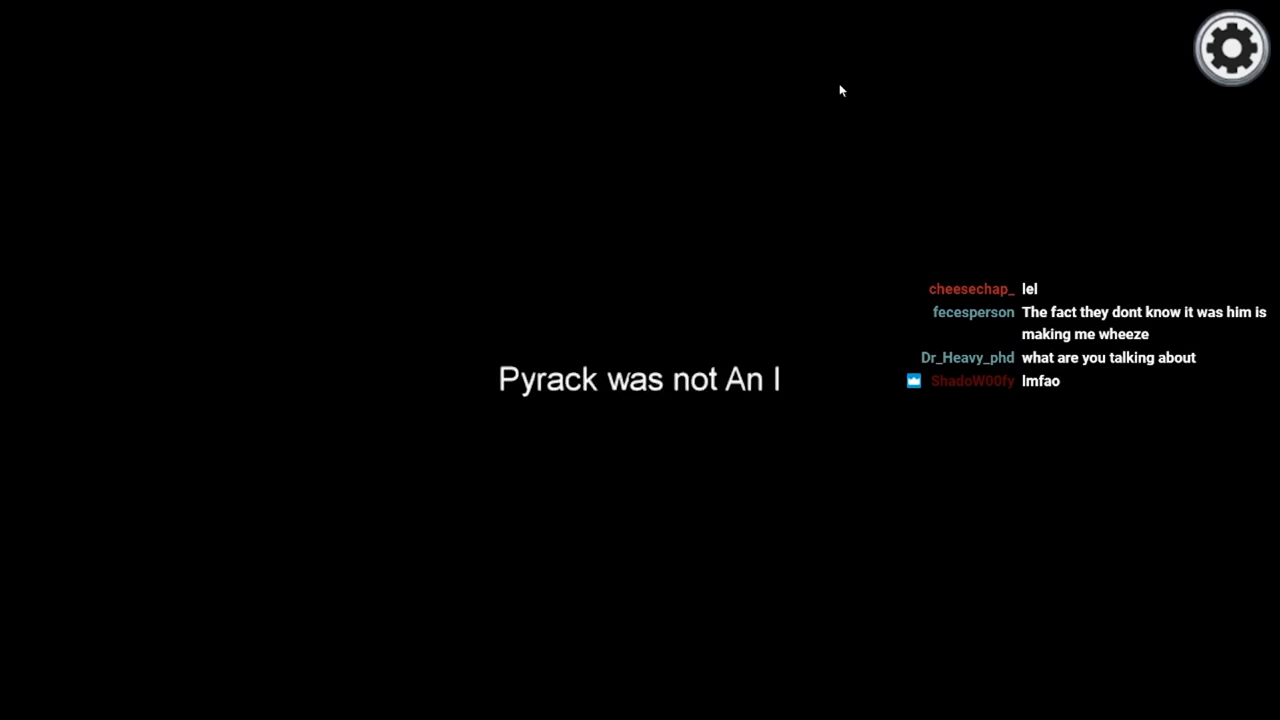 cheesechap_ lel
fecesperson The fact they dont know it was him is
making me wheeze
Dr_Heavy_phd what are you talking about
Pyrack was not An I
ShadoW00fy lmfao